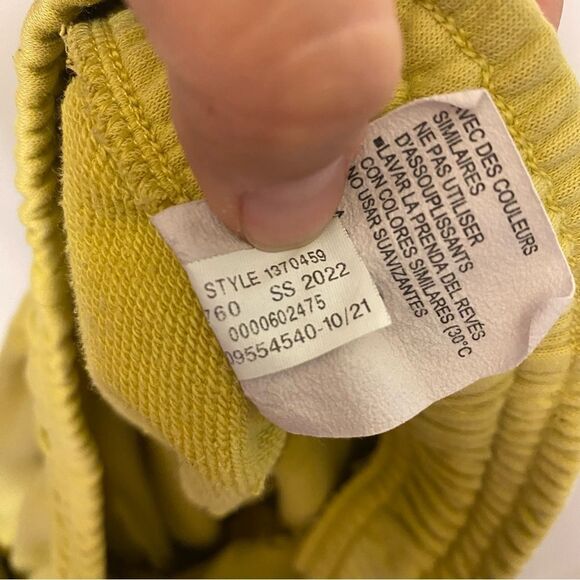 STYLE 1370459
760 SS 2022
0000602475
09554540-10/21
AVEC DES COULEURS
SIMILAIRES
NE PAS UTILISER
D'ASSOUPLISSANTS
■LAVAR LA PRENDA DEL REVÉS
CON COLORES SIMILARES (30°C
NO USAR SUAVIZANTES